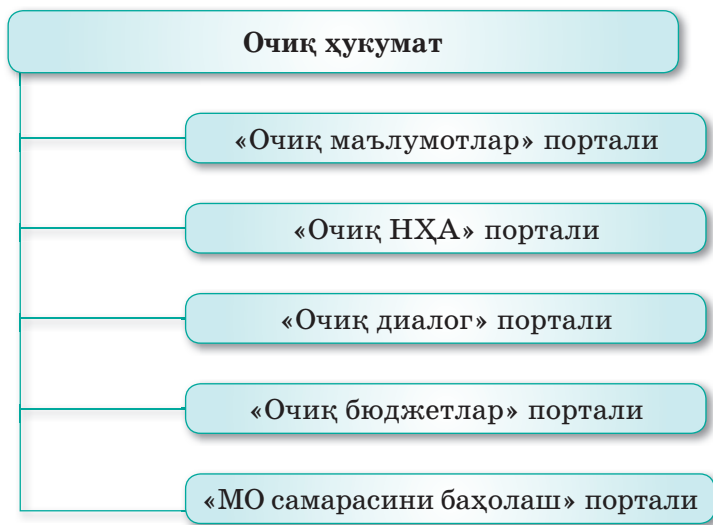 Очиқ ҳукумат
«Очиқ маълумотлар» портали
«Очиқ НҲА» портали
«Очиқ диалог» портали
«Очиқ бюджетлар» портали
«МО самарасини баҳолаш» портали